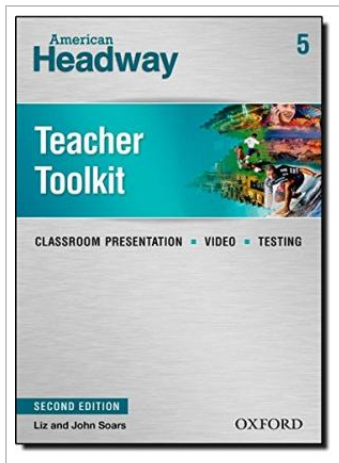 American
Headway
5
Teacher
Toolkit
CLASSROOM PRESENTATION ▪ VIDEO ▪ TESTING
SECOND EDITION
Liz and John Soars
OXFORD